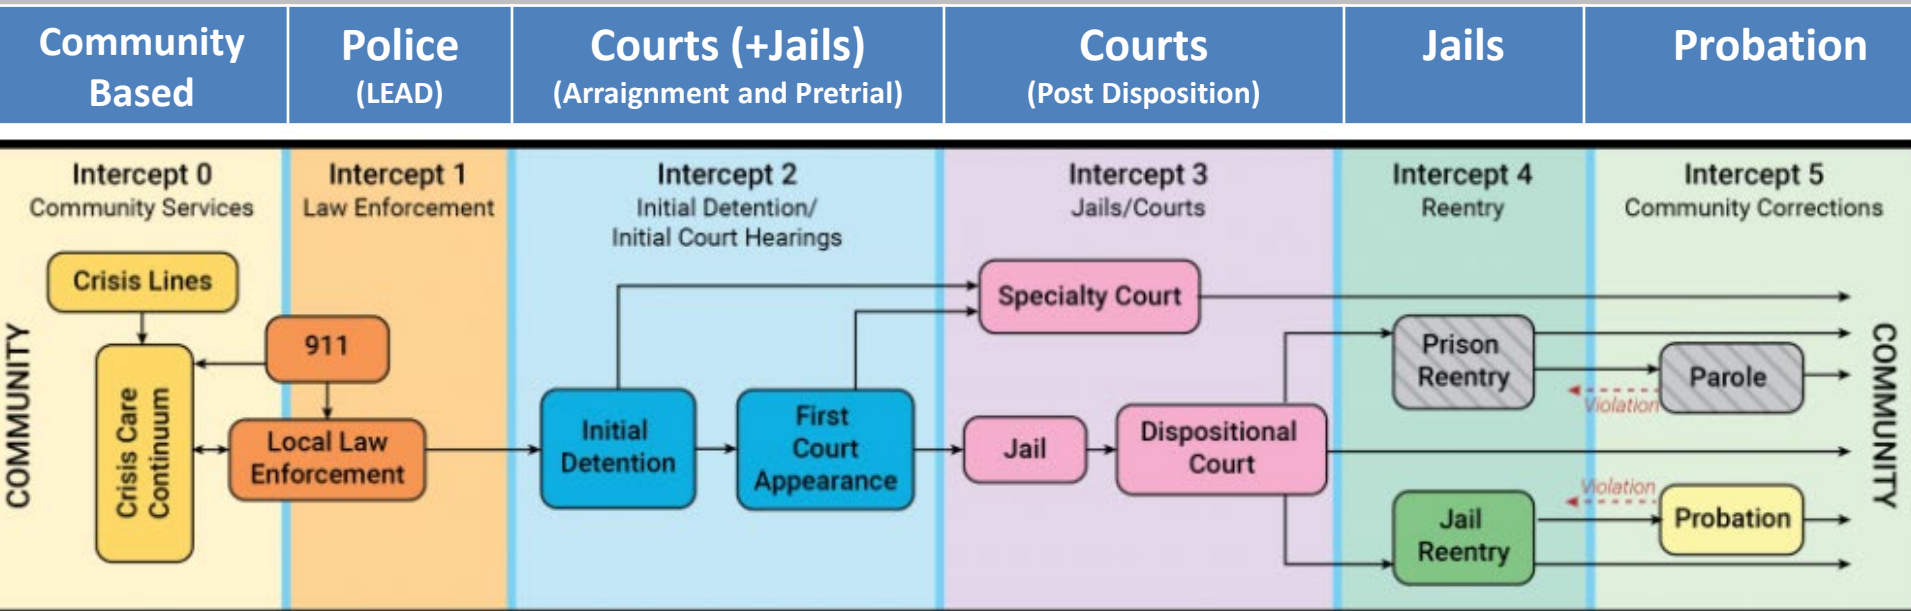 Community
Based
Police
(LEAD)
Courts (+Jails)
(Arraignment and Pretrial)
Courts
(Post Disposition)
Jails
Probation
Intercept 0
Community Services
Intercept 1
Law Enforcement
Intercept 2
Initial Detention/
Initial Court Hearings
Intercept 3
Jails/Courts
Intercept 4
Reentry
Intercept 5
Community Corrections
COMMUNITY
Crisis Lines
Crisis Care
Continuum
911
Local Law
Enforcement
Initial
Detention
First
Court
Appearance
Specialty Court
Jail
Dispositional
Court
Prison
Reentry
Jail
Reentry
Violation
Parole
Violation
Probation
COMMUNITY